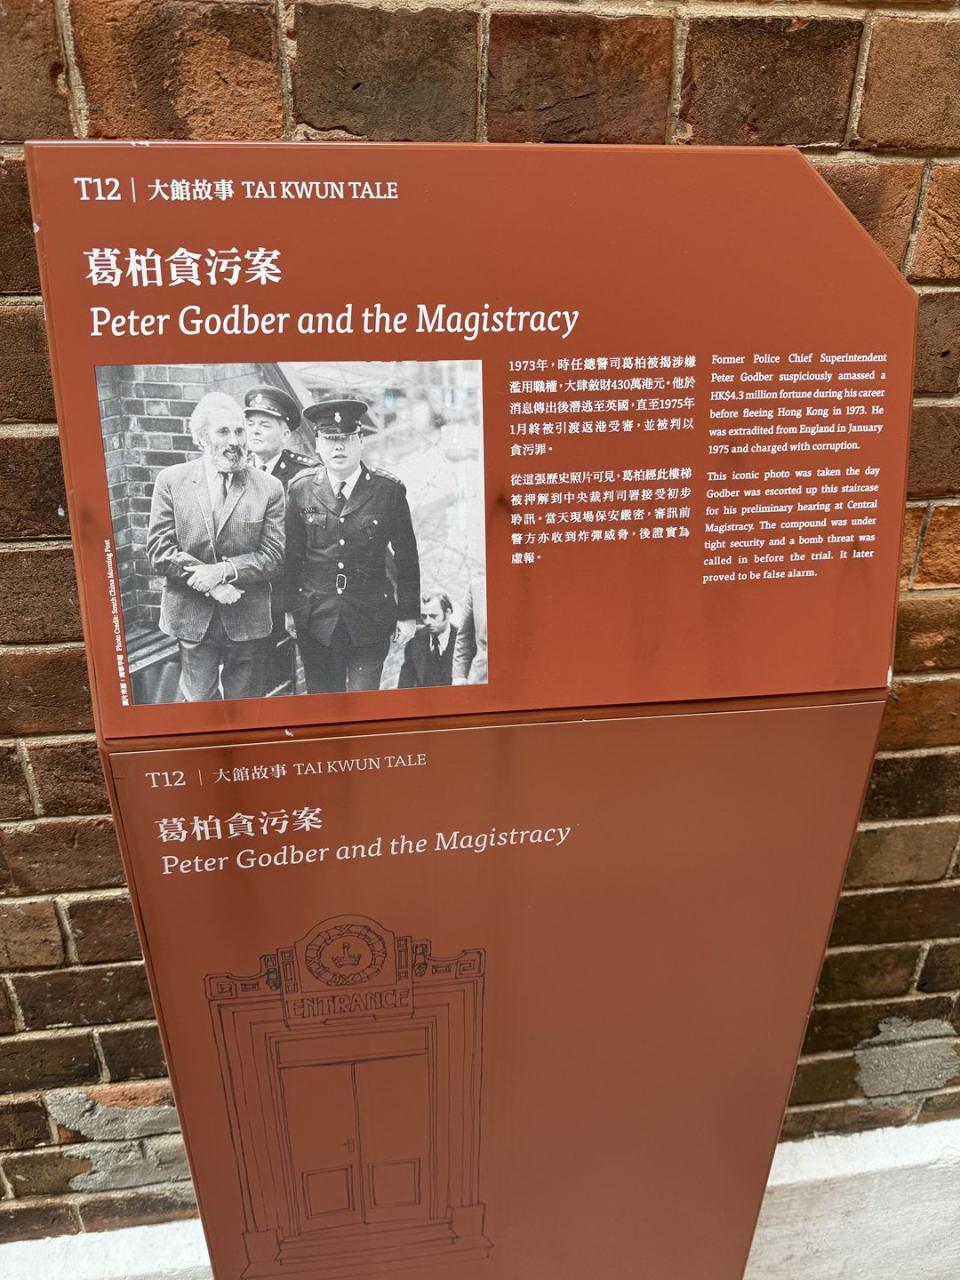 T12 | 大館故事 TAI KWUN TALE
葛柏貪污案
Peter Godber and the Magistracy
1973年，時任總警司葛柏被揭涉嫌
濫用職權，大肆斂財430萬港元。他於
消息傳出後潛逃至英國，直至1975年
1月終被引渡返港受審，並被判以
貪污罪。
從這張歷史照片可見，葛柏經此樓梯
被押解到中央裁判司署接受初步
聆訊。當天現場保安嚴密，審訊前
警方亦收到炸彈威脅，後證實為
虛報。
Former Police Chief Superintendent
Peter Godber suspiciously amassed a
HK$4.3 million fortune during his career
before fleeing Hong Kong in 1973. He
was extradited from England in January
1975 and charged with corruption.
This iconic photo was taken the day
Godber was escorted up this staircase
for his preliminary hearing at Central
Magistracy. The compound was under
tight security and a bomb threat was
called in before the trial. It later
proved to be false alarm.
圖片來源：南華早報 Photo Credit: South China Morning Post
T12 | 大館故事 TAI KWUN TALE
葛柏貪污案
Peter Godber and the Magistracy
ENTRANCE